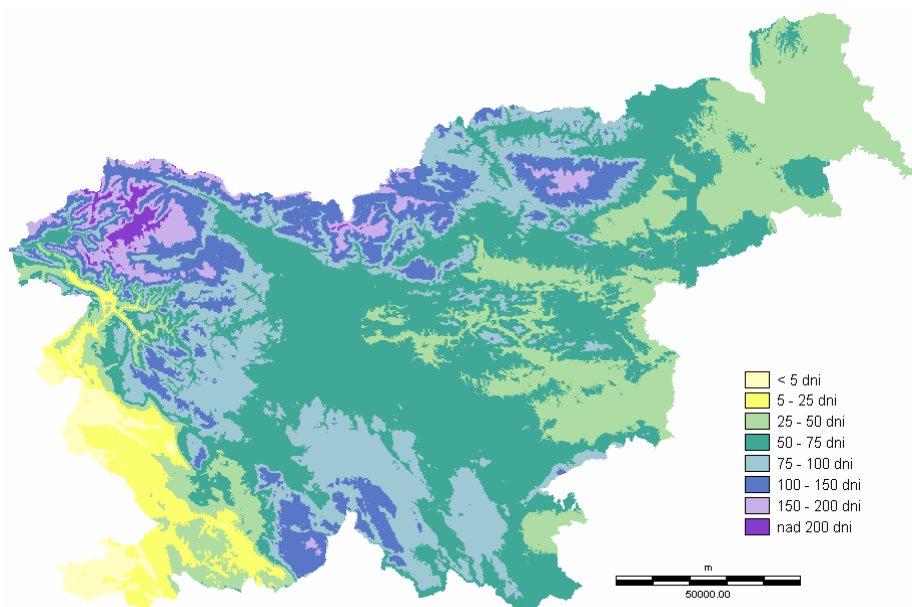 < 5 dni
5 - 25 dni
25 - 50 dni
50 - 75 dni
75 - 100 dni
100 - 150 dni
150 - 200 dni
nad 200 dni
m
50000.00